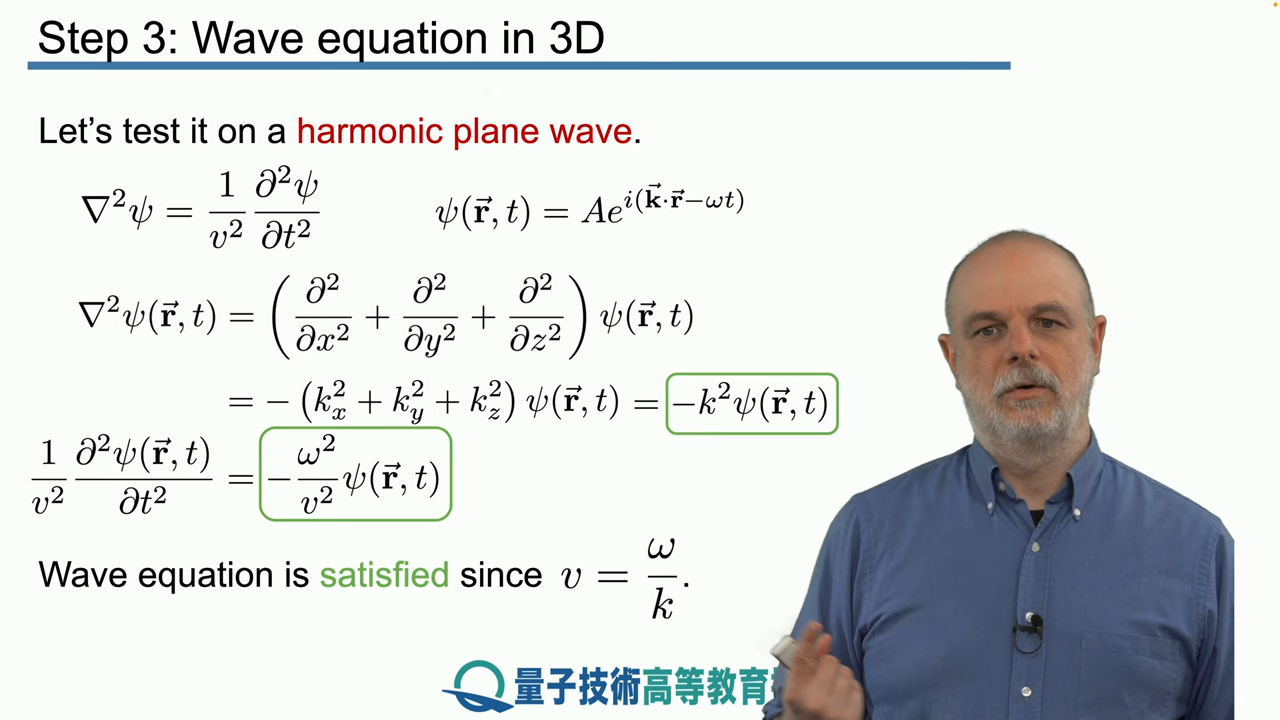 Step 3: Wave equation in 3D
Let's test it on a harmonic plane wave.
∇²ψ = (1/v²) ∂²ψ/∂t²    ψ(r⃗, t) = Ae^{i(k⃗·r⃗−ωt)}
∇²ψ(r⃗, t) = (∂²/∂x² + ∂²/∂y² + ∂²/∂z²) ψ(r⃗, t)
= −(k_x² + k_y² + k_z²) ψ(r⃗, t) = −k²ψ(r⃗, t)
(1/v²) ∂²ψ(r⃗, t)/∂t² = −(ω²/v²) ψ(r⃗, t)
Wave equation is satisfied since v = ω/k.
量子技術高等教育